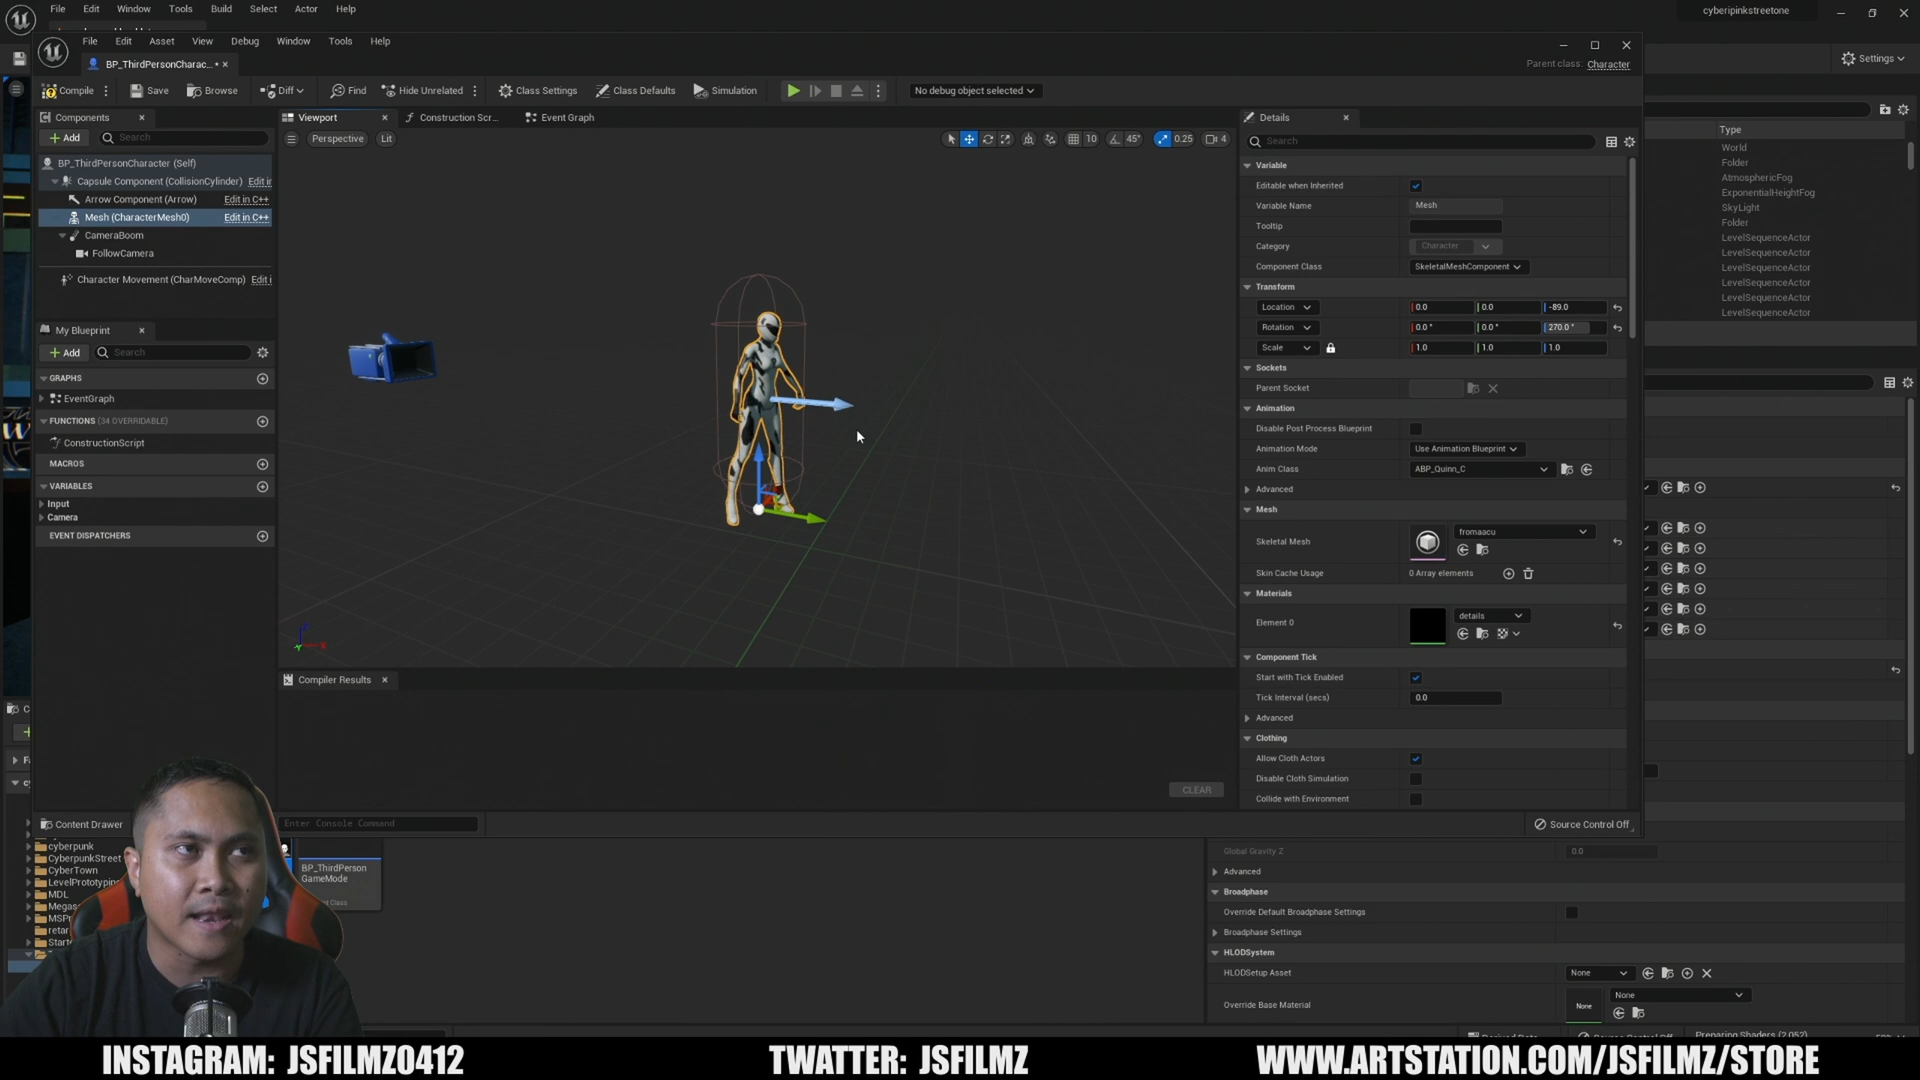 File Edit Window Tools Build Select Actor Help
cyberipinkstreetone
File Edit Asset View Debug Window Tools Help
BP_ThirdPersonCharac...
Parent class: Character
Settings
Compile Save Browse Diff Find Hide Unrelated Class Settings Class Defaults Simulation No debug object selected
Components
Add Search
BP_ThirdPersonCharacter (Self)
Capsule Component (CollisionCylinder) Edit in
Arrow Component (Arrow) Edit in C++
Mesh (CharacterMesh0) Edit in C++
CameraBoom
FollowCamera
Character Movement (CharMoveComp) Edit i
My Blueprint
Add Search
GRAPHS
EventGraph
FUNCTIONS (34 OVERRIDABLE)
ConstructionScript
MACROS
VARIABLES
Input
Camera
EVENT DISPATCHERS
Viewport Construction Scr... Event Graph
Perspective Lit
10 45° 0.25 4
Compiler Results
CLEAR
Details
Search
Variable
Editable when Inherited
Variable Name Mesh
Tooltip
Category Character
Component Class SkeletalMeshComponent
Transform
Location 0.0 0.0 -89.0
Rotation 0.0 ° 0.0 ° 270.0 °
Scale 1.0 1.0 1.0
Sockets
Parent Socket
Animation
Disable Post Process Blueprint
Animation Mode Use Animation Blueprint
Anim Class ABP_Quinn_C
Advanced
Mesh
Skeletal Mesh fromaacu
Skin Cache Usage 0 Array elements
Materials
Element 0 details
Component Tick
Start with Tick Enabled
Tick Interval (secs) 0.0
Advanced
Clothing
Allow Cloth Actors
Disable Cloth Simulation
Collide with Environment
Type
World
Folder
AtmosphericFog
ExponentialHeightFog
SkyLight
Folder
LevelSequenceActor
LevelSequenceActor
LevelSequenceActor
LevelSequenceActor
LevelSequenceActor
LevelSequenceActor
Content Drawer
Enter Console Command
Source Control Off
cyberpunk
CyberpunkStreet
CyberTown
LevelPrototyping
MDL
Megas
MSPr
retar
Start
BP_ThirdPerson
GameMode
Global Gravity Z 0.0
Advanced
Broadphase
Override Default Broadphase Settings
Broadphase Settings
HLODSystem
HLODSetup Asset None
Override Base Material None None
Preparing Shaders (2,052)
INSTAGRAM: JSFILMZ0412
TWATTER: JSFILMZ
WWW.ARTSTATION.COM/JSFILMZ/STORE